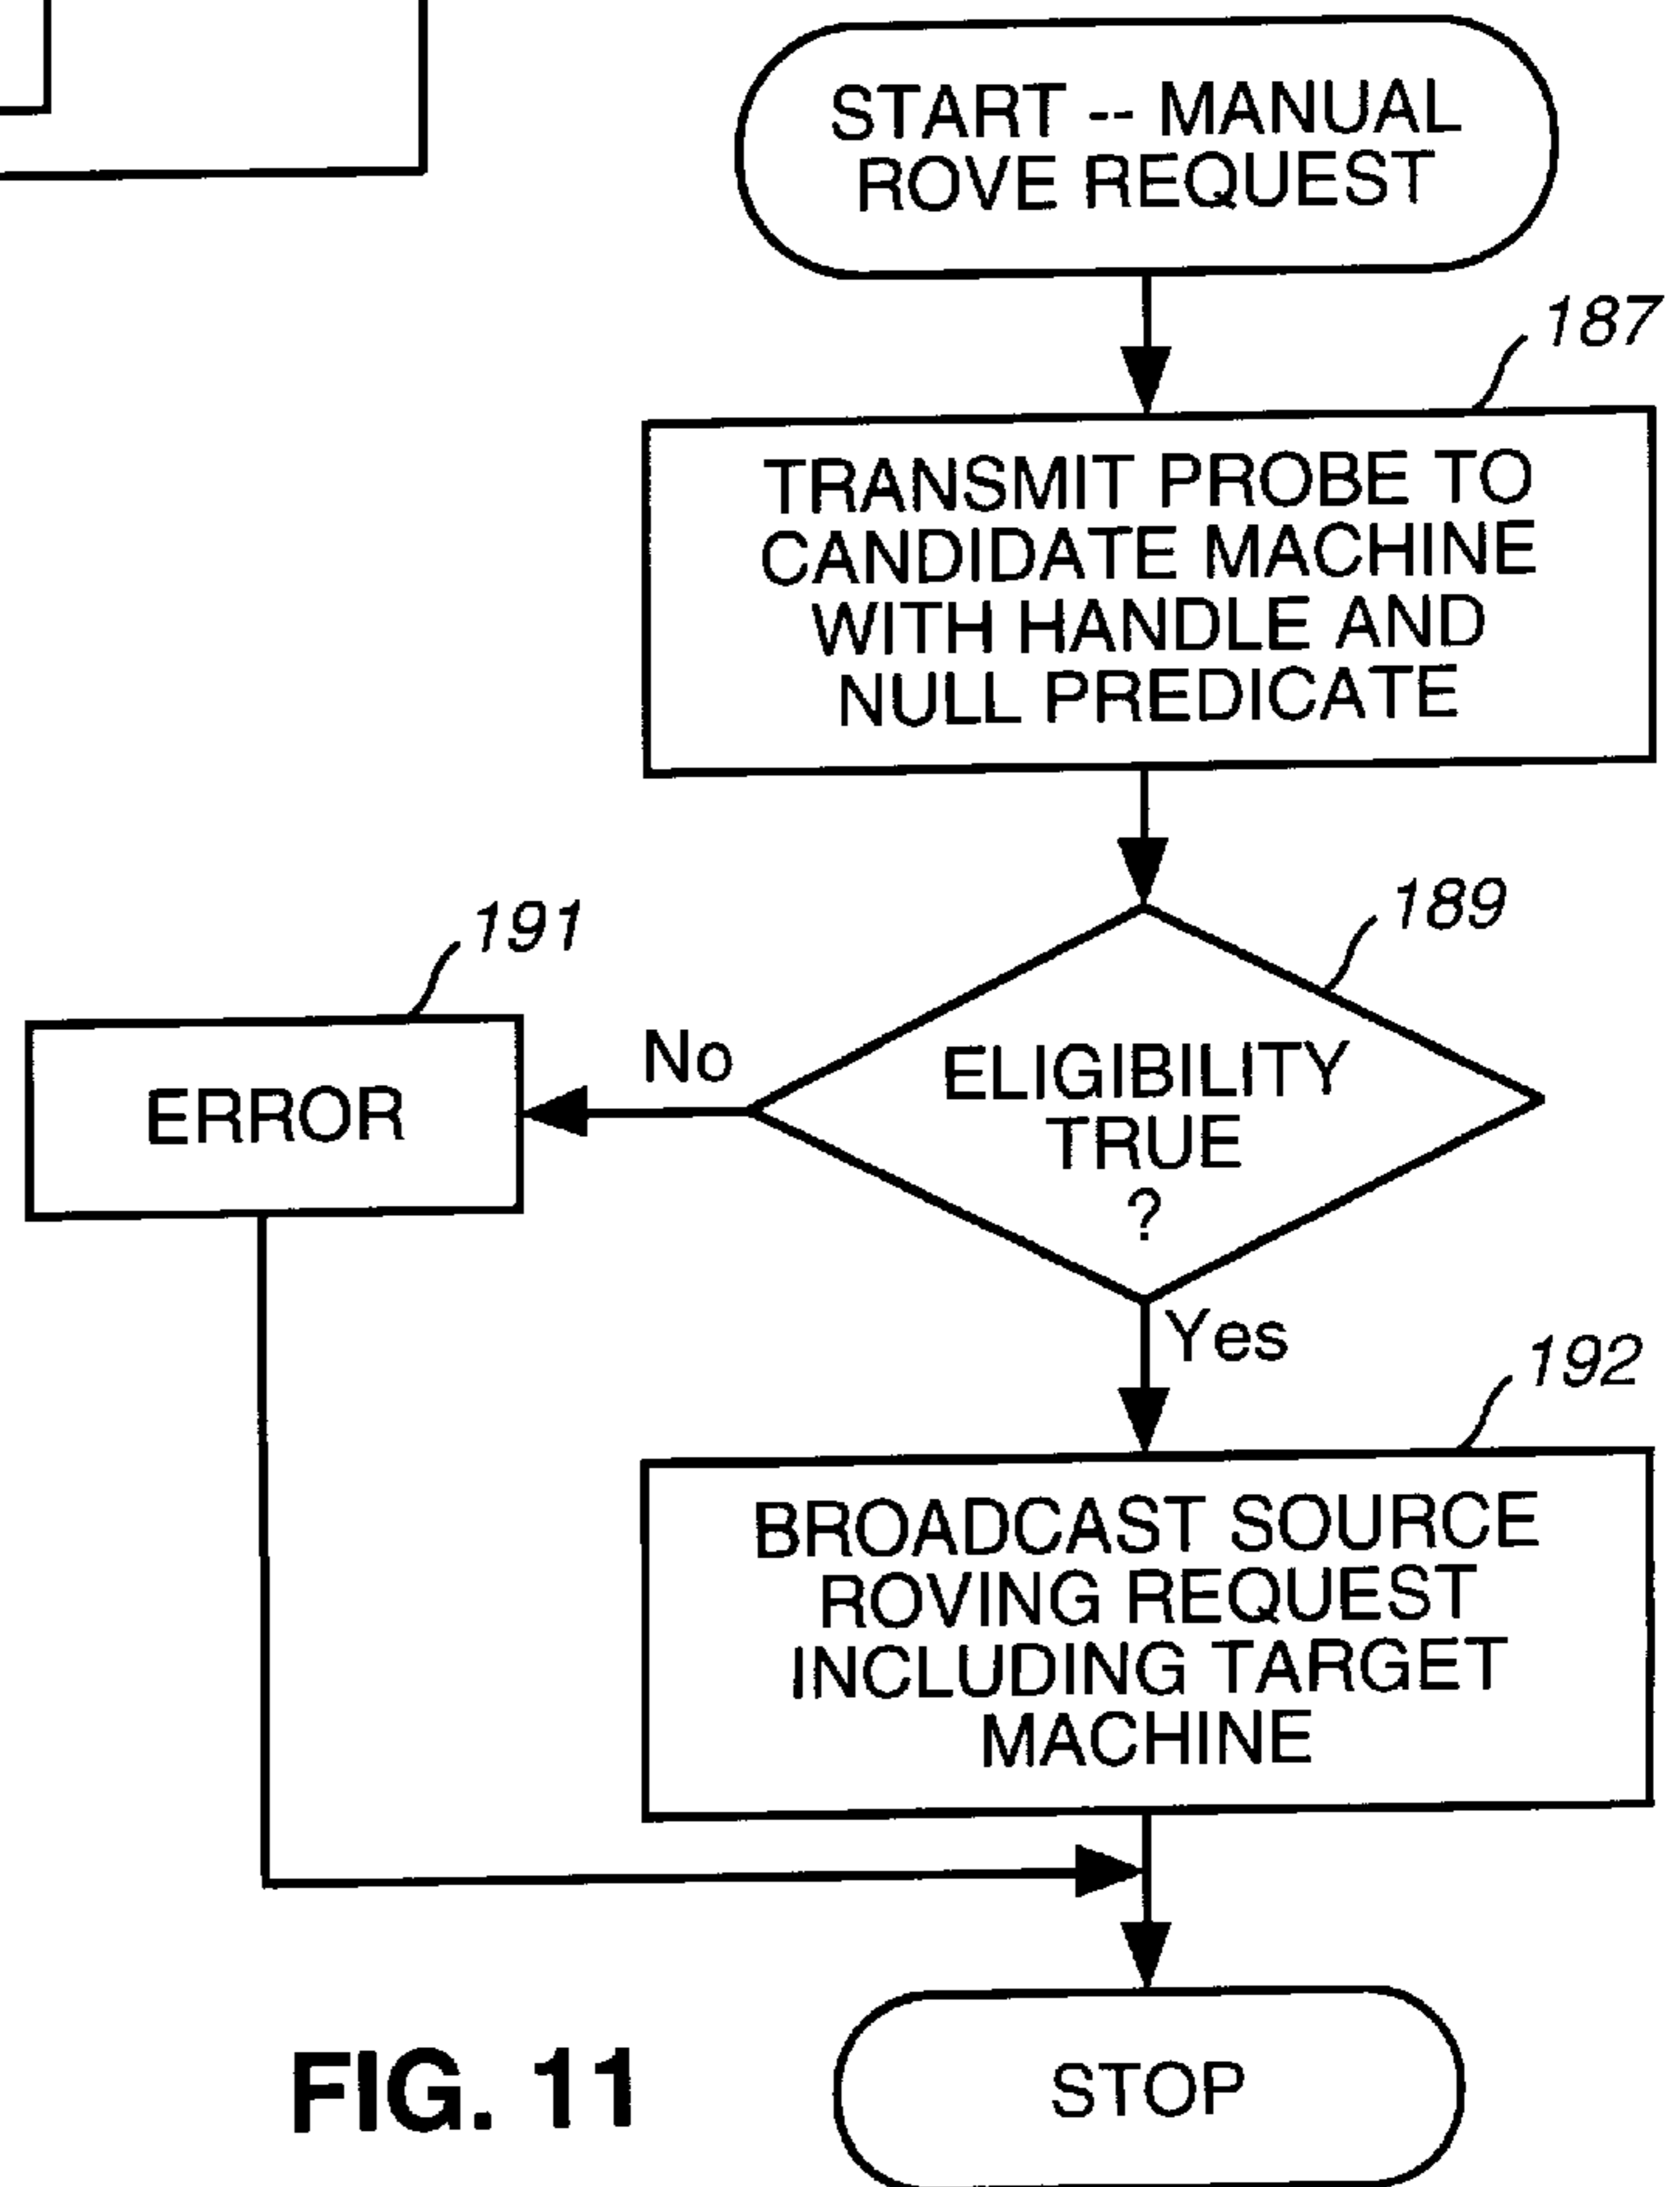 START -- MANUAL
ROVE REQUEST
187
TRANSMIT PROBE TO
CANDIDATE MACHINE
WITH HANDLE AND
NULL PREDICATE
189
191
No
ELIGIBILITY
TRUE
?
ERROR
Yes
192
BROADCAST SOURCE
ROVING REQUEST
INCLUDING TARGET
MACHINE
STOP
FIG. 11